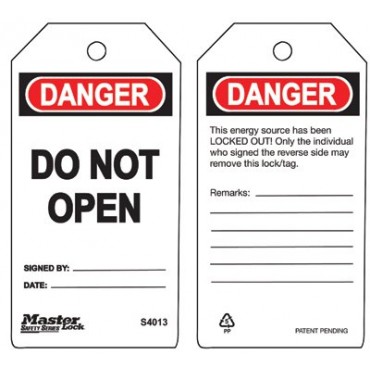 DANGER
DO NOT
OPEN
SIGNED BY:
DATE:
Master
SAFETY SERIES Lock
S4013
DANGER
This energy source has been
LOCKED OUT! Only the individual
who signed the reverse side may
remove this lock/tag.
Remarks:
5
PP
PATENT PENDING